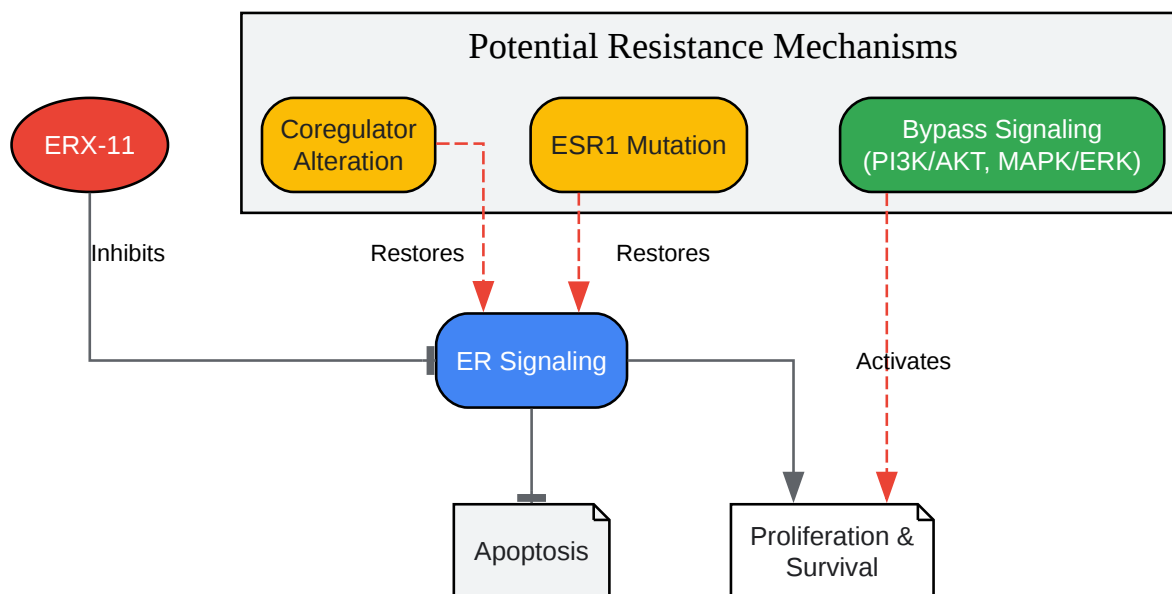 Potential Resistance Mechanisms
ERX-11
Coregulator
Alteration
ESR1 Mutation
Bypass Signaling
(PI3K/AKT, MAPK/ERK)
Inhibits
Restores
Restores
ER Signaling
Activates
Apoptosis
Proliferation &
Survival